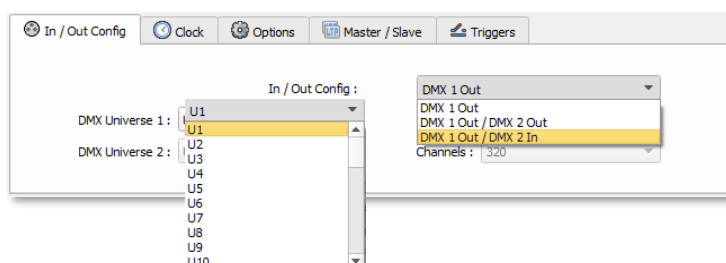 In / Out Config Clock Options Master / Slave Triggers
In / Out Config : DMX 1 Out
U1 DMX 1 Out
DMX Universe 1 : DMX 1 Out / DMX 2 Out
U1 DMX 1 Out / DMX 2 In
DMX Universe 2 : U2 Channels : 320
U3
U4
U5
U6
U7
U8
U9
U10